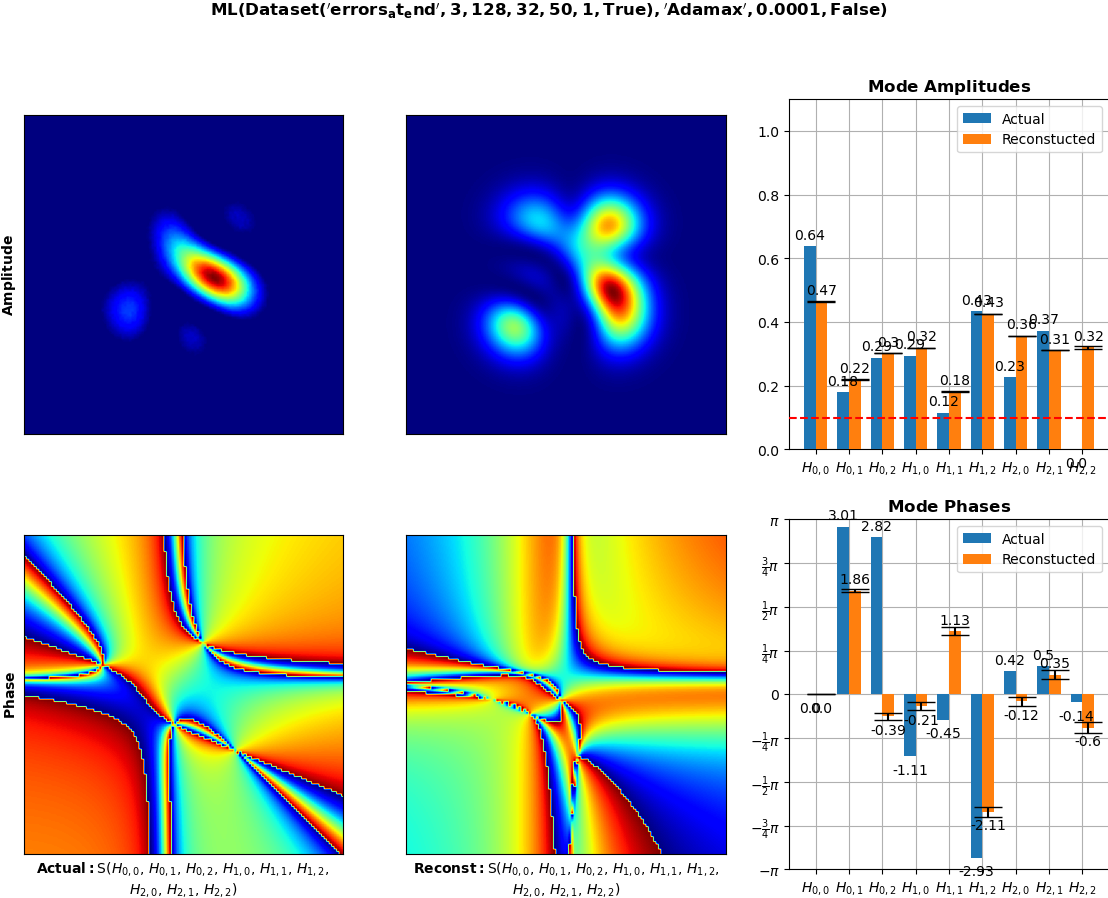 ML(Dataset('errors_at_end', 3, 128, 32, 50, 1, True), 'Adamax', 0.0001, False)
Amplitude
Mode Amplitudes
Actual
Reconstucted
1.0
0.8
0.6
0.4
0.2
0.0
0.64
0.47
0.18
0.22
0.29
0.3
0.29
0.32
0.12
0.18
0.43
0.43
0.23
0.36
0.37
0.31
0.0
0.32
H0,0 H0,1 H0,2 H1,0 H1,1 H1,2 H2,0 H2,1 H2,2
Phase
Actual: S(H0,0, H0,1, H0,2, H1,0, H1,1, H1,2,
H2,0, H2,1, H2,2)
Reconst: S(H0,0, H0,1, H0,2, H1,0, H1,1, H1,2,
H2,0, H2,1, H2,2)
Mode Phases
Actual
Reconstucted
π
3/4π
1/2π
1/4π
0
−1/4π
−1/2π
−3/4π
−π
0.0
0.0
3.01
1.86
2.82
-0.39
-1.11
-0.21
-0.45
1.13
-2.93
-2.11
0.42
-0.12
0.5
0.35
-0.14
-0.6
H0,0 H0,1 H0,2 H1,0 H1,1 H1,2 H2,0 H2,1 H2,2